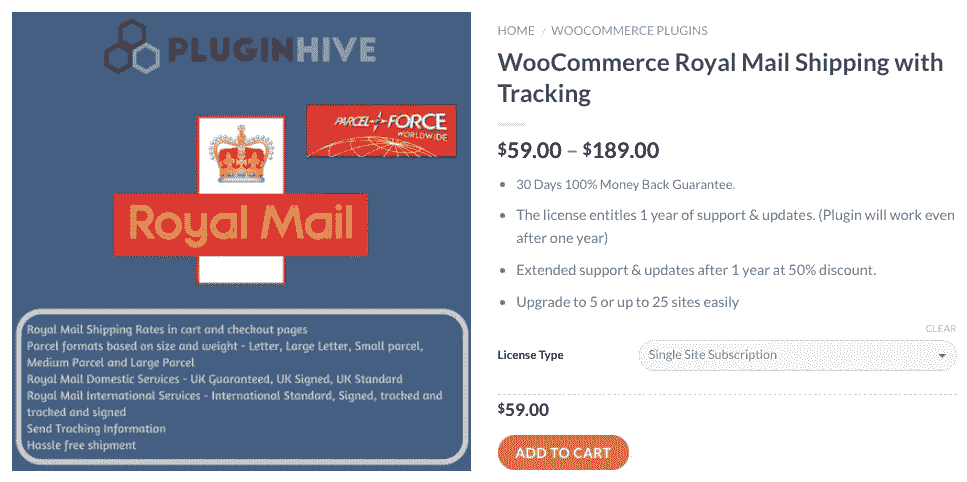 PLUGINHIVE
PARCEL FORCE
WORLDWIDE
Royal Mail
Royal Mail Shipping Rates in cart and checkout pages
Parcel formats based on size and weight - Letter, Large Letter, Small parcel,
Medium Parcel and Large Parcel
Royal Mail Domestic Services - UK Guaranteed, UK Signed, UK Standard
Royal Mail International Services - International Standard, Signed, tracked and
tracked and signed
Send Tracking Information
Hassle free shipment
HOME / WOOCOMMERCE PLUGINS
WooCommerce Royal Mail Shipping with
Tracking
$59.00 – $189.00
• 30 Days 100% Money Back Guarantee.
• The license entitles 1 year of support & updates. (Plugin will work even
after one year)
• Extended support & updates after 1 year at 50% discount.
• Upgrade to 5 or up to 25 sites easily
CLEAR
License Type
Single Site Subscription
$59.00
ADD TO CART